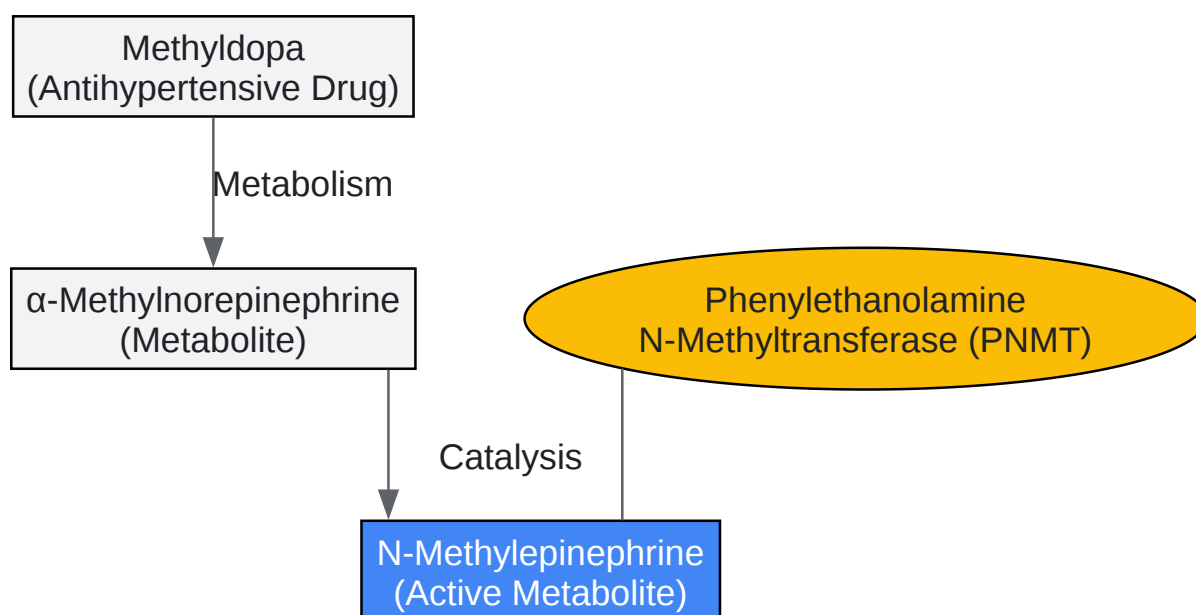 Methyldopa
(Antihypertensive Drug)
Metabolism
α-Methylnorepinephrine
(Metabolite)
Phenylethanolamine
N-Methyltransferase (PNMT)
Catalysis
N-Methylepinephrine
(Active Metabolite)